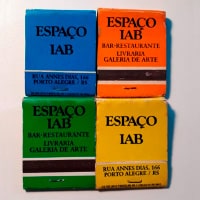 ESPAÇO
IAB
RUA ANNES DIAS, 166
PORTO ALEGRE / RS
ESPAÇO
IAB
BAR-RESTAURANTE
LIVRARIA
GALERIA DE ARTE
ESPAÇO
IAB
BAR-RESTAURANTE
LIVRARIA
GALERIA DE ARTE
ESPAÇO
IAB
RUA ANNES DIAS, 166
PORTO ALEGRE / RS